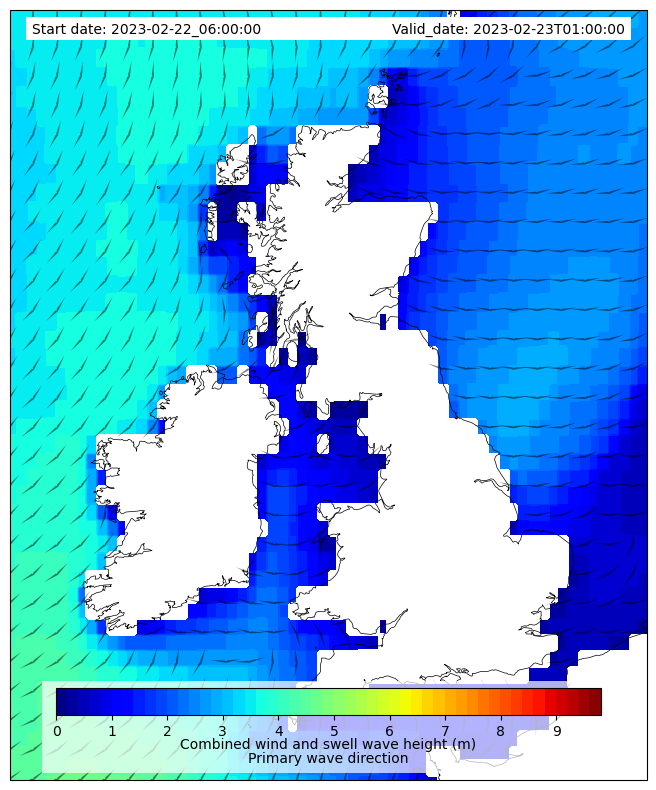 Start date: 2023-02-22_06:00:00
Valid_date: 2023-02-23T01:00:00
0 1 2 3 4 5 6 7 8 9
Combined wind and swell wave height (m)
Primary wave direction